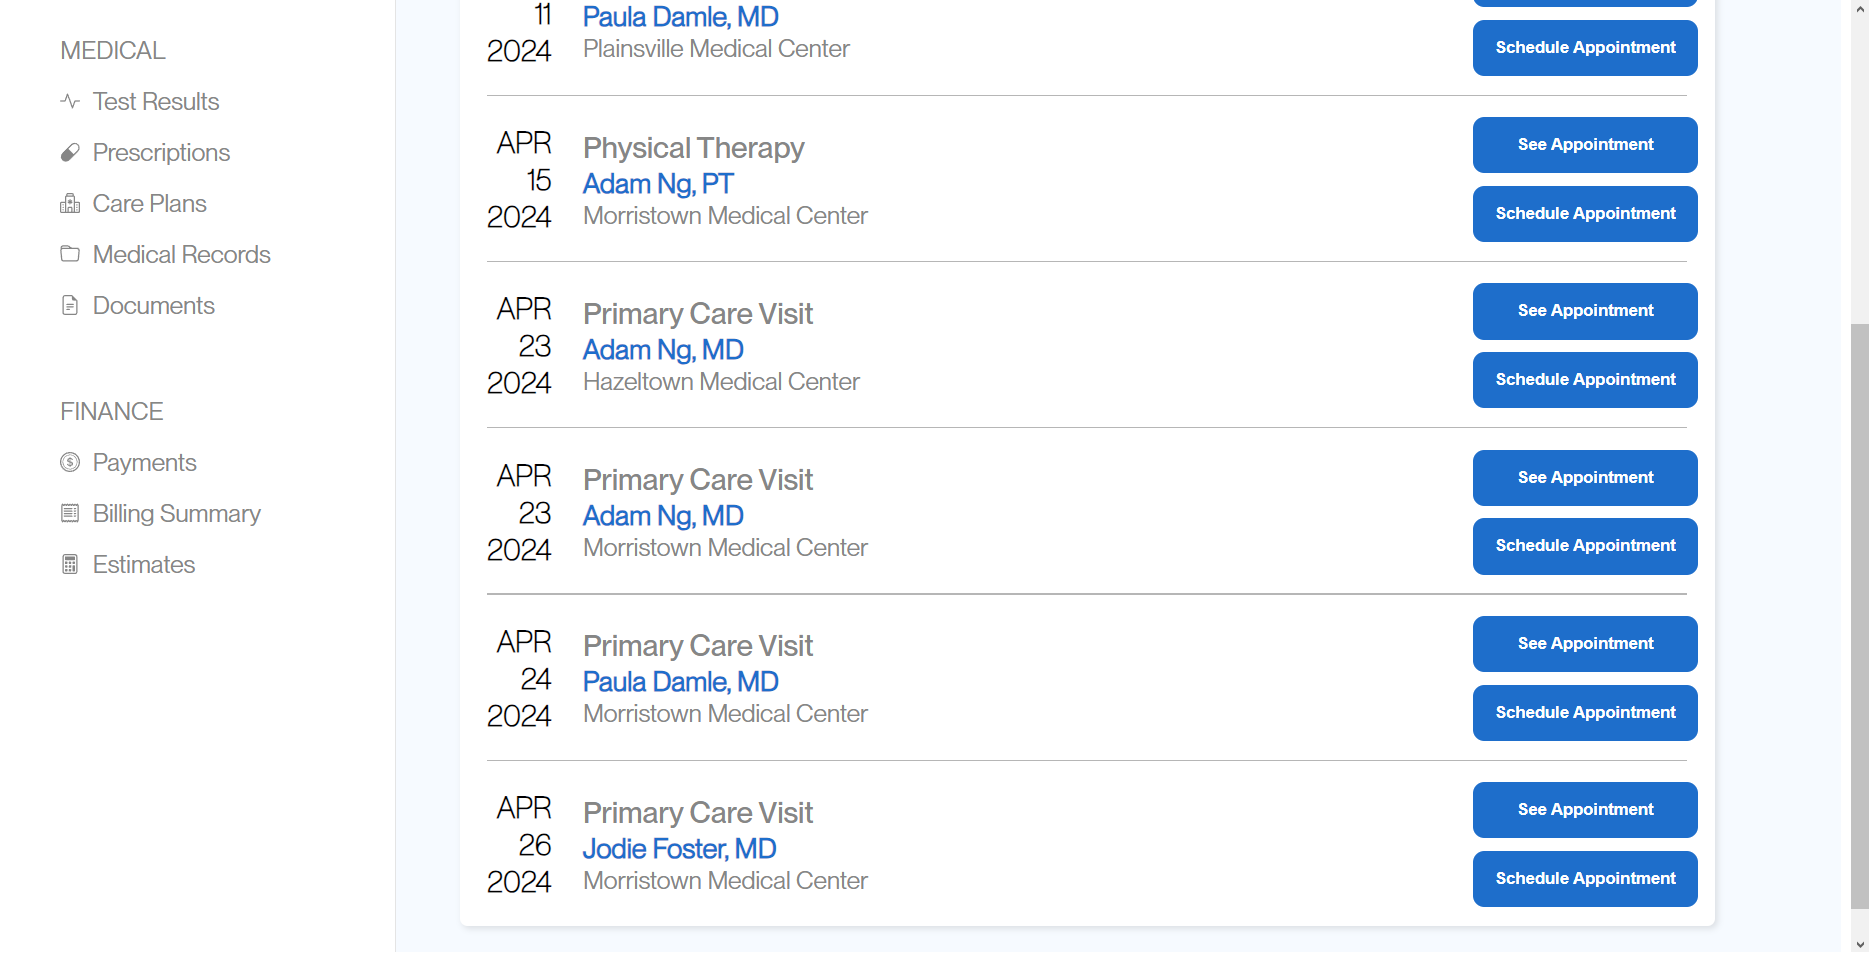 MEDICAL
Test Results
Prescriptions
Care Plans
Medical Records
Documents
FINANCE
Payments
Billing Summary
Estimates
11
2024
Paula Damle, MD
Plainsville Medical Center
Schedule Appointment
APR
15
2024
Physical Therapy
Adam Ng, PT
Morristown Medical Center
See Appointment
Schedule Appointment
APR
23
2024
Primary Care Visit
Adam Ng, MD
Hazeltown Medical Center
See Appointment
Schedule Appointment
APR
23
2024
Primary Care Visit
Adam Ng, MD
Morristown Medical Center
See Appointment
Schedule Appointment
APR
24
2024
Primary Care Visit
Paula Damle, MD
Morristown Medical Center
See Appointment
Schedule Appointment
APR
26
2024
Primary Care Visit
Jodie Foster, MD
Morristown Medical Center
See Appointment
Schedule Appointment